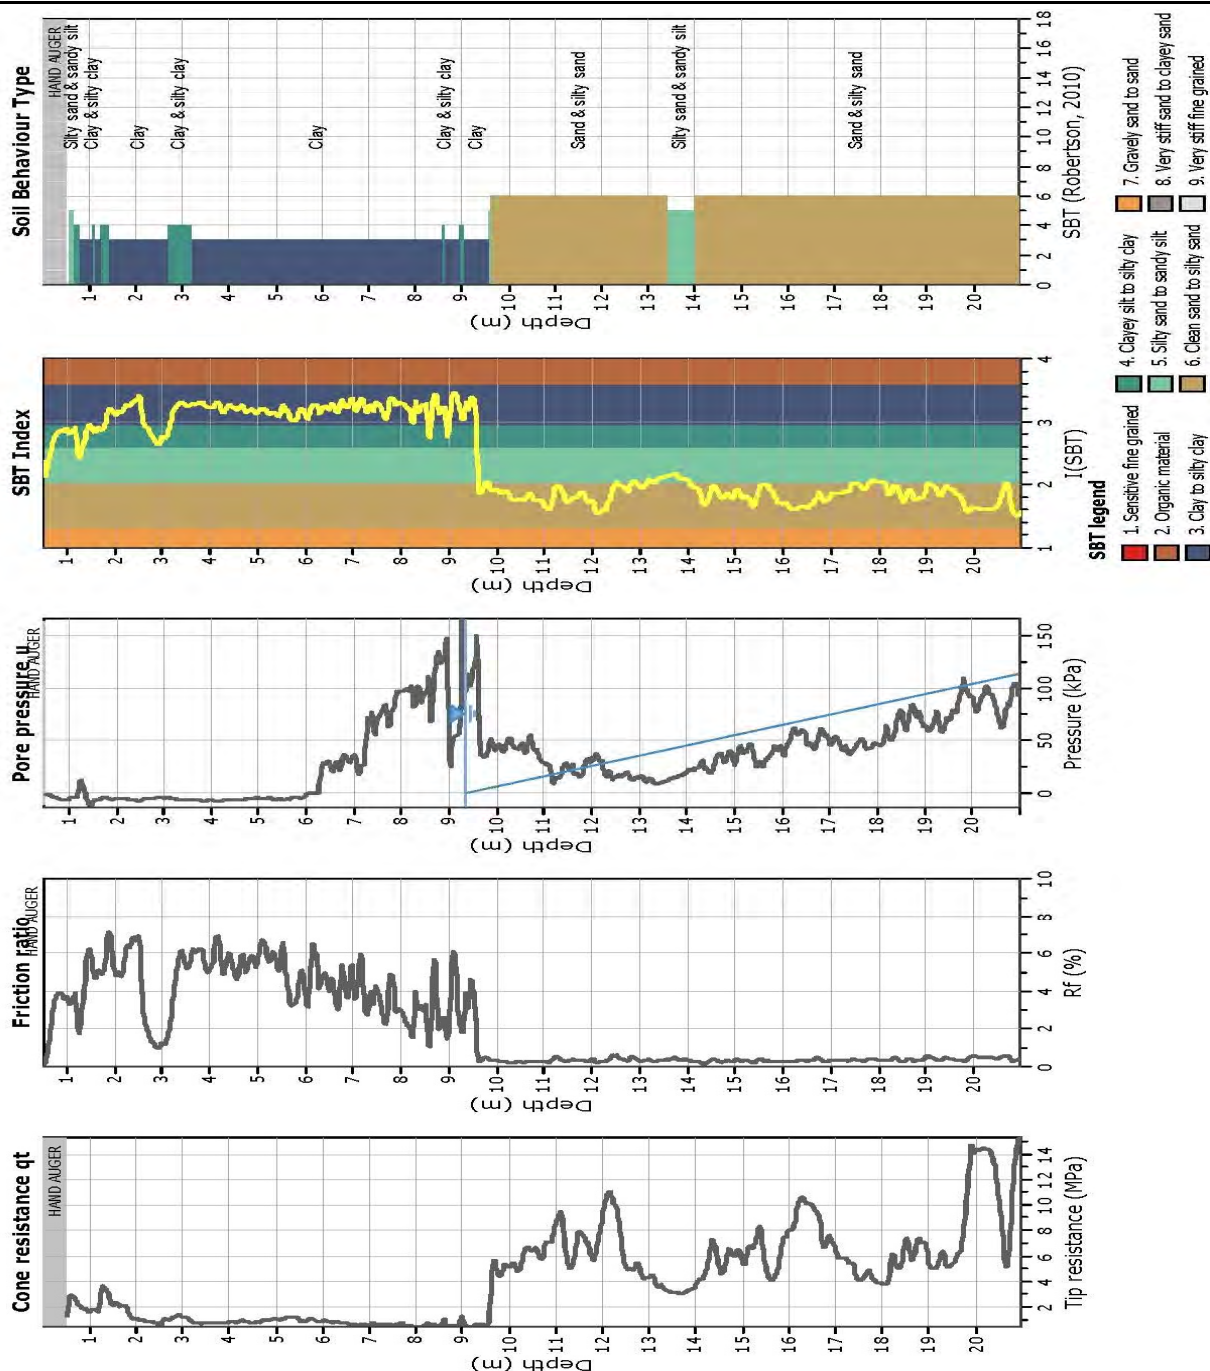 Cone resistance qt
HAND AUGER
1
2
3
4
5
6
7
8
9
10
11
12
13
14
15
16
17
18
19
20
Depth (m)
2 4 6 8 10 12 14
Tip resistance (MPa)
Friction ratio
HAND AUGER
1
2
3
4
5
6
7
8
9
10
11
12
13
14
15
16
17
18
19
20
Depth (m)
0 2 4 6 8 10
Rf (%)
Pore pressure u
HAND AUGER
1
2
3
4
5
6
7
8
9
10
11
12
13
14
15
16
17
18
19
20
Depth (m)
0 50 100 150
Pressure (kPa)
SBT Index
1
2
3
4
5
6
7
8
9
10
11
12
13
14
15
16
17
18
19
20
Depth (m)
1 2 3 4
I(SBT)
Soil Behaviour Type
HAND AUGER
Silty sand & sandy silt
Clay & silty clay
Clay
Clay & silty clay
Clay
Clay & silty clay
Clay
Sand & silty sand
Silty sand & sandy silt
Sand & silty sand
1
2
3
4
5
6
7
8
9
10
11
12
13
14
15
16
17
18
19
20
Depth (m)
0 2 4 6 8 10 12 14 16 18
SBT (Robertson, 2010)
SBT legend
1. Sensitive fine grained
2. Organic material
3. Clay to silty clay
4. Clayey silt to silty clay
5. Silty sand to sandy silt
6. Clean sand to silty sand
7. Gravely sand to sand
8. Very stiff sand to clayey sand
9. Very stiff fine grained